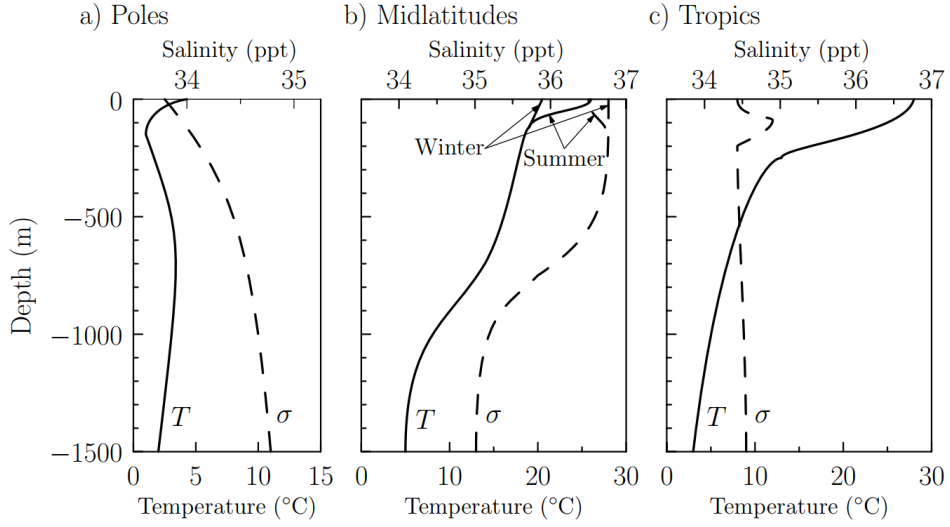 a) Poles
b) Midlatitudes
c) Tropics
Salinity (ppt)
Salinity (ppt)
Salinity (ppt)
34 35
34 35 36 37
34 35 36 37
0
−500
−1000
−1500
Depth (m)
Winter
Summer
T σ
T σ
T σ
0 5 10 15
0 10 20 30
0 10 20 30
Temperature (°C)
Temperature (°C)
Temperature (°C)